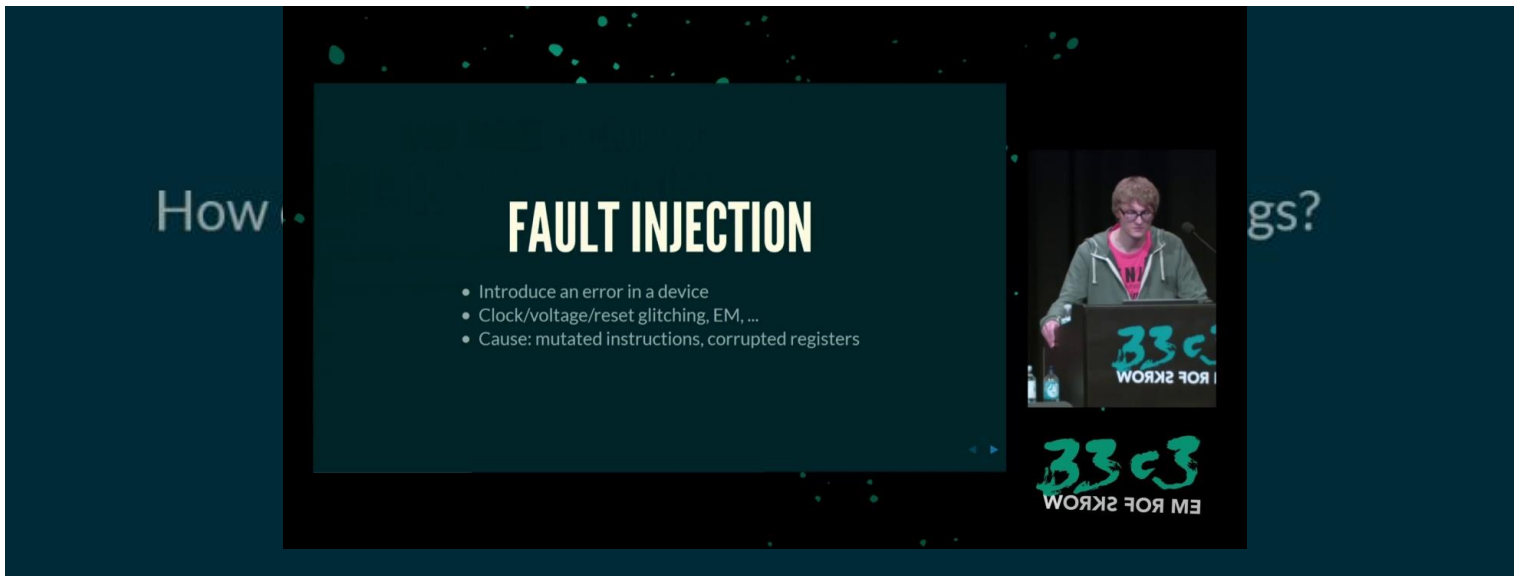 How
gs?
FAULT INJECTION
• Introduce an error in a device
• Clock/voltage/reset glitching, EM, ...
• Cause: mutated instructions, corrupted registers
33c3
WORKS FOR
33c3
WORKS FOR ME